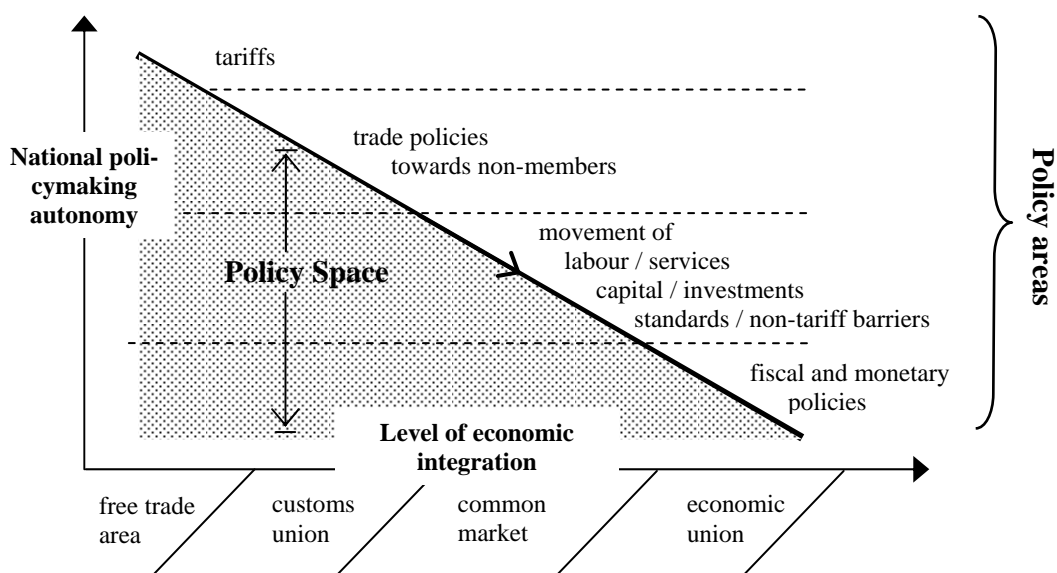 tariffs
trade policies
towards non-members
National poli-
cymaking
autonomy
Policy Space
movement of
labour / services
capital / investments
standards / non-tariff barriers
fiscal and monetary
policies
Policy areas
Level of economic
integration
free trade
area
customs
union
common
market
economic
union